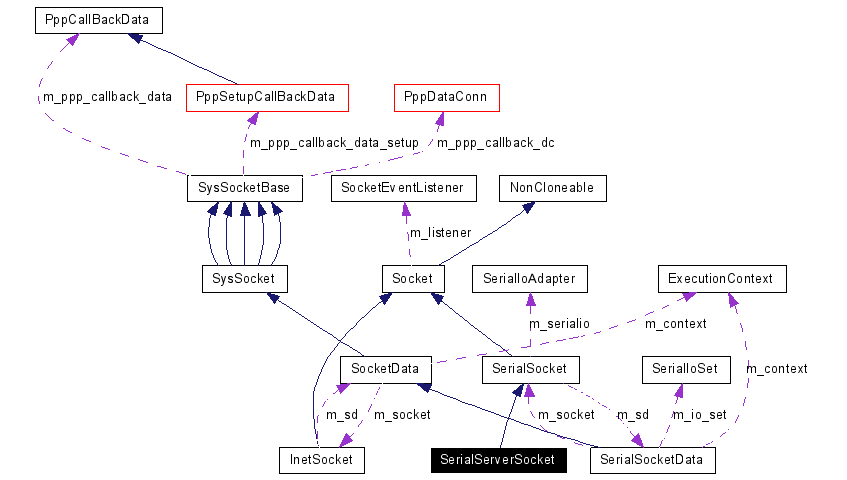 PppCallBackData
m_ppp_callback_data
PppSetupCallBackData
PppDataConn
m_ppp_callback_data_setup
m_ppp_callback_dc
SysSocketBase
SocketEventListener
NonCloneable
m_listener
SysSocket
Socket
SerialIoAdapter
ExecutionContext
m_serialio
m_context
SocketData
SerialSocket
SerialIoSet
m_context
m_sd
m_socket
m_socket
m_sd
m_io_set
InetSocket
SerialServerSocket
SerialSocketData